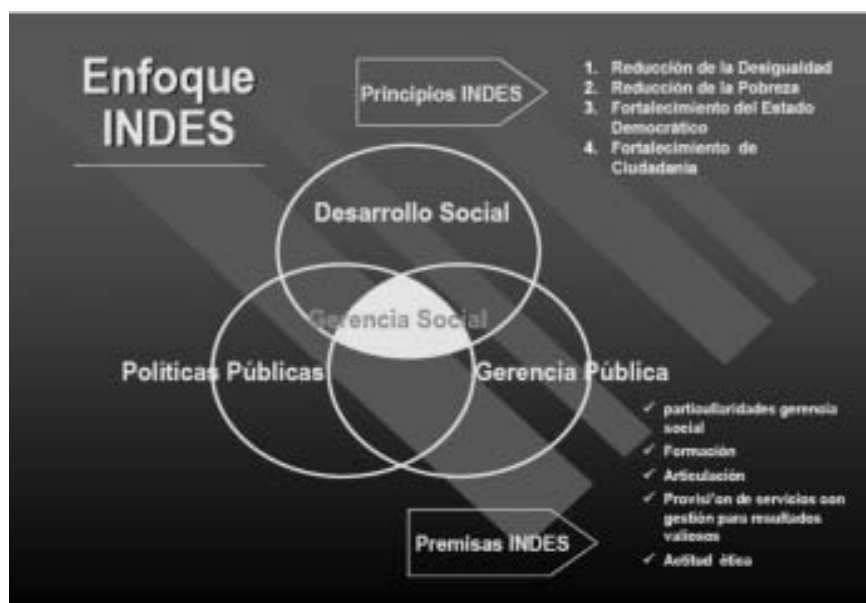 Enfoque
INDES
Principios INDES
1. Reducción de la Desigualdad
2. Reducción de la Pobreza
3. Fortalecimiento del Estado
Democrático
4. Fortalecimiento de
Ciudadania
Desarrollo Social
Gerencia Social
Políticas Públicas
Gerencia Pública
✓ particullaridades gerencia
social
✓ Formación
✓ Articulación
✓ Provisi'on de servicios con
gestión para resultados
valiosos
✓ Actitud ética
Premisas INDES